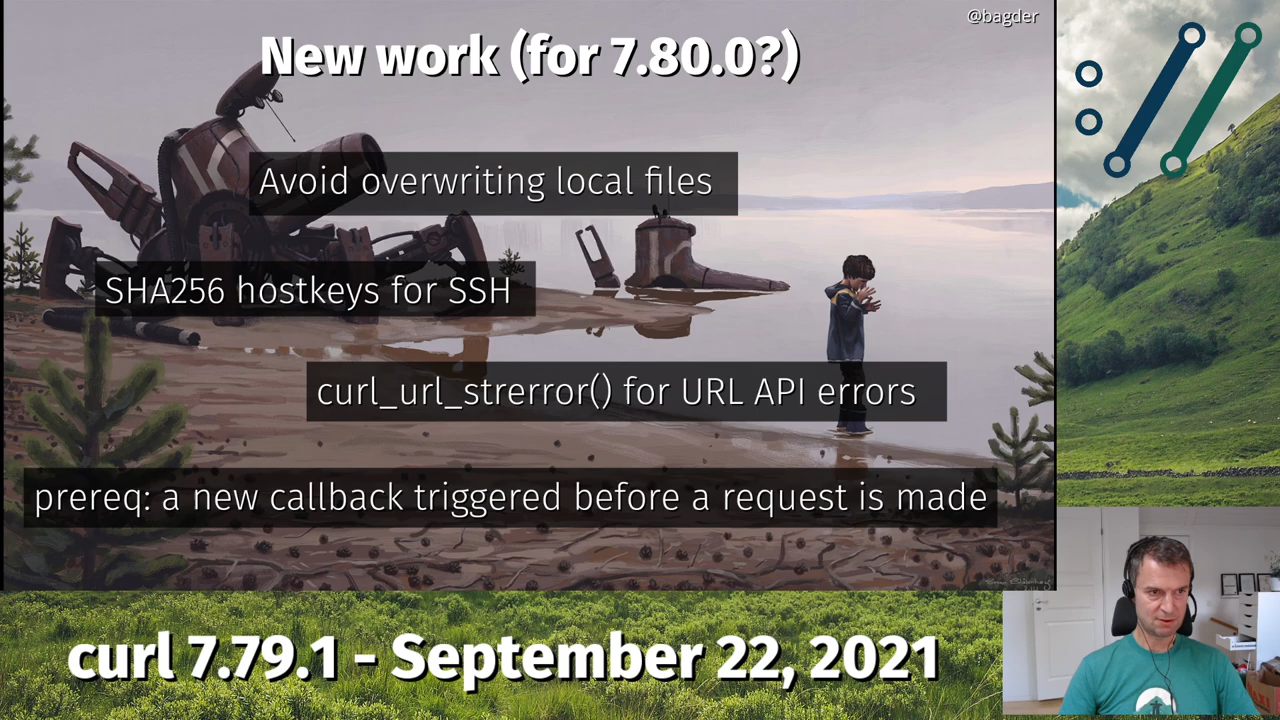 @bagder
New work (for 7.80.0?)
Avoid overwriting local files
SHA256 hostkeys for SSH
curl_url_strerror() for URL API errors
prereq: a new callback triggered before a request is made
curl 7.79.1 - September 22, 2021